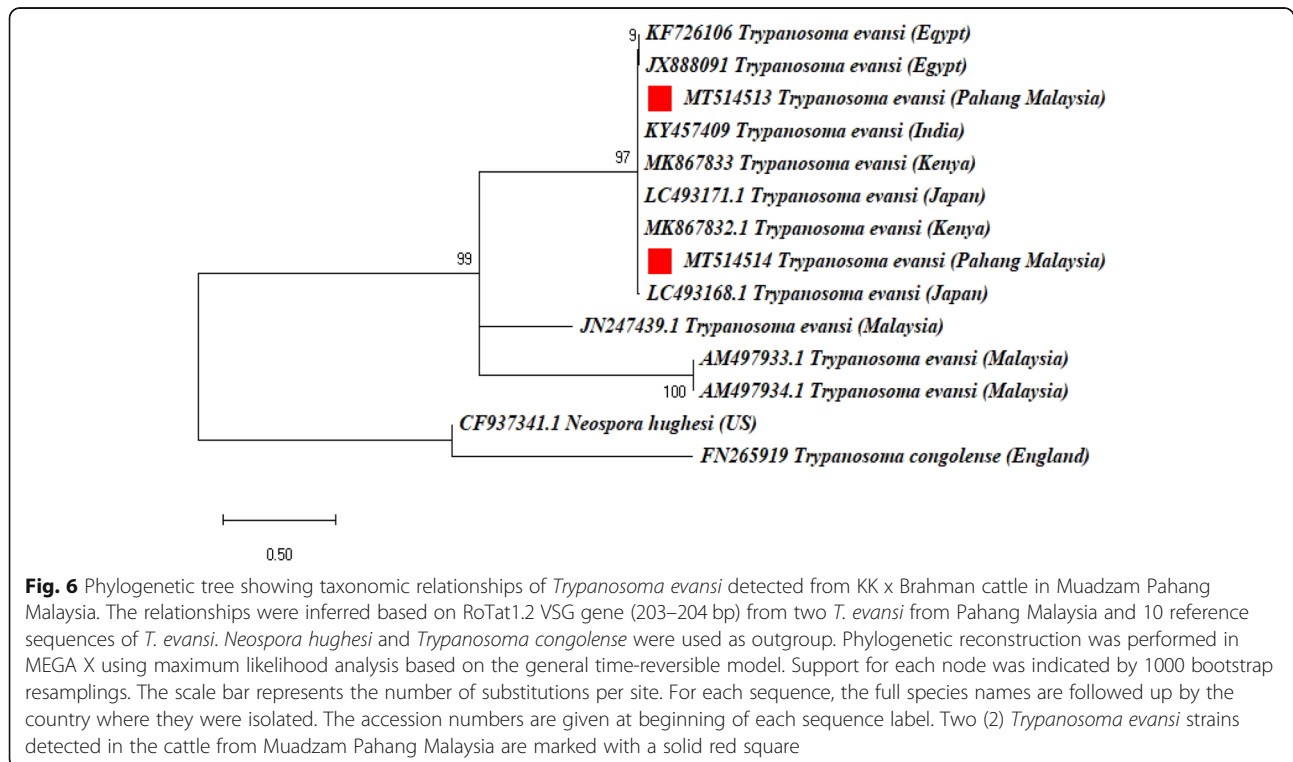 9
KF726106 Trypanosoma evansi (Eqypt)
JX888091 Trypanosoma evansi (Egypt)
MT514513 Trypanosoma evansi (Pahang Malaysia)
KY457409 Trypanosoma evansi (India)
97
MK867833 Trypanosoma evansi (Kenya)
LC493171.1 Trypanosoma evansi (Japan)
MK867832.1 Trypanosoma evansi (Kenya)
99
MT514514 Trypanosoma evansi (Pahang Malaysia)
LC493168.1 Trypanosoma evansi (Japan)
JN247439.1 Trypanosoma evansi (Malaysia)
AM497933.1 Trypanosoma evansi (Malaysia)
100
AM497934.1 Trypanosoma evansi (Malaysia)
CF937341.1 Neospora hughesi (US)
FN265919 Trypanosoma congolense (England)
0.50
Fig. 6 Phylogenetic tree showing taxonomic relationships of Trypanosoma evansi detected from KK x Brahman cattle in Muadzam Pahang
Malaysia. The relationships were inferred based on RoTat1.2 VSG gene (203–204 bp) from two T. evansi from Pahang Malaysia and 10 reference
sequences of T. evansi. Neospora hughesi and Trypanosoma congolense were used as outgroup. Phylogenetic reconstruction was performed in
MEGA X using maximum likelihood analysis based on the general time-reversible model. Support for each node was indicated by 1000 bootstrap
resamplings. The scale bar represents the number of substitutions per site. For each sequence, the full species names are followed up by the
country where they were isolated. The accession numbers are given at beginning of each sequence label. Two (2) Trypanosoma evansi strains
detected in the cattle from Muadzam Pahang Malaysia are marked with a solid red square